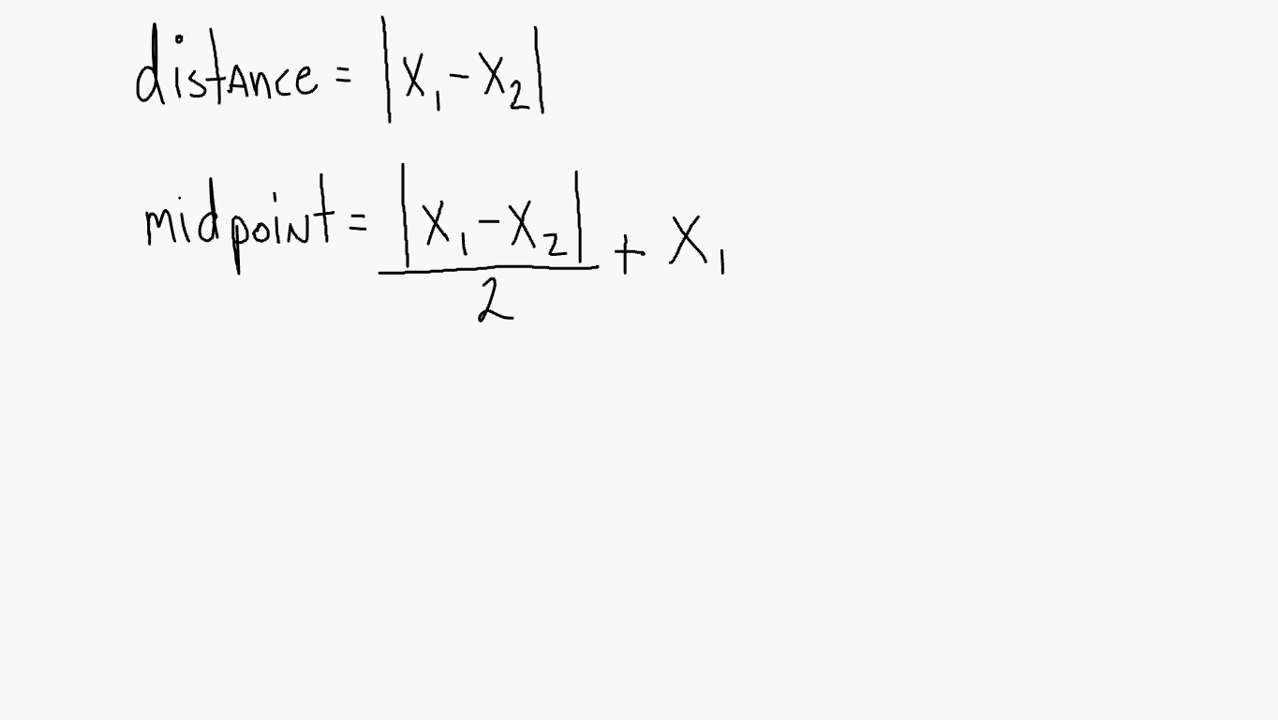 distance = |x₁ - x₂|
midpoint = |x₁ - x₂| / 2 + x₁